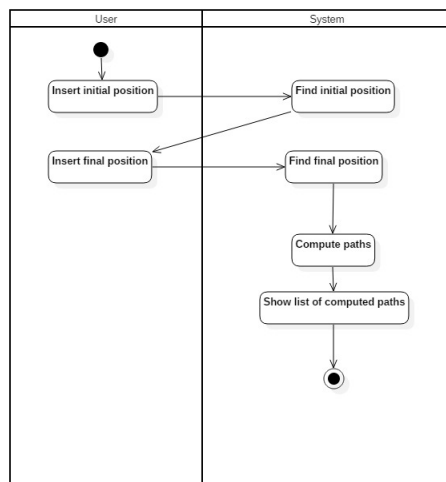 User
System
Insert initial position
Find initial position
Insert final position
Find final position
Compute paths
Show list of computed paths